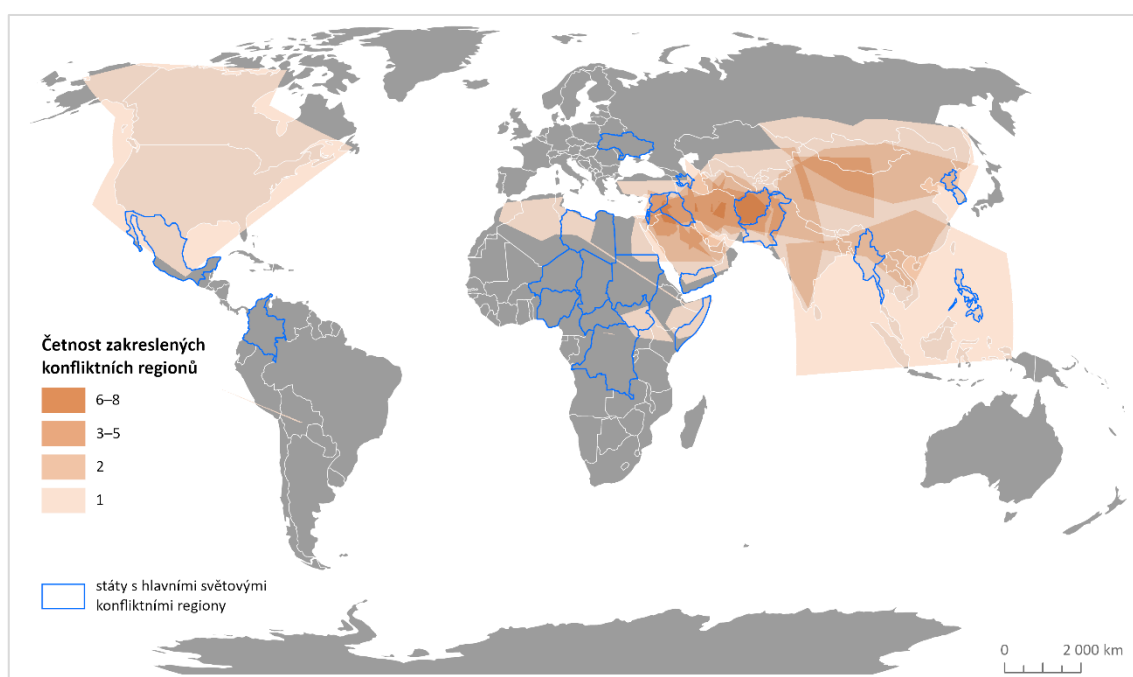 Četnost zakreslených
konfliktních regionů
6–8
3–5
2
1
státy s hlavními světovými
konfliktními regiony
0 2 000 km